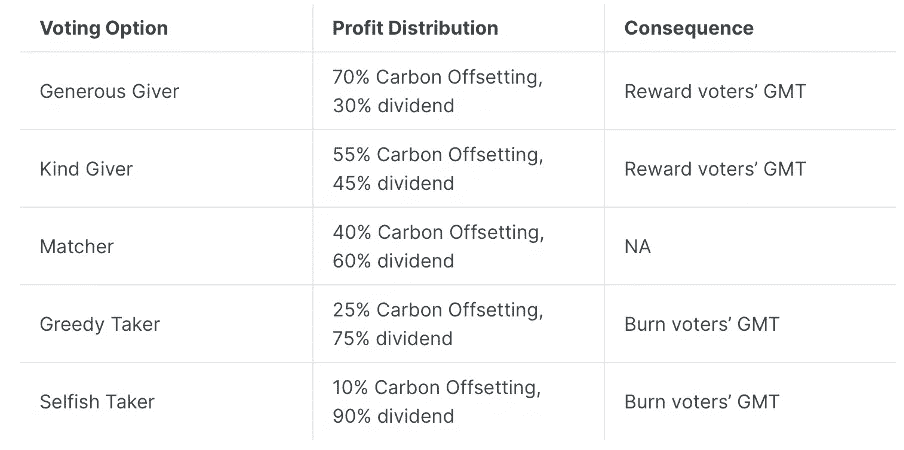 Voting Option Profit Distribution Consequence
Generous Giver 70% Carbon Offsetting, 30% dividend Reward voters’ GMT
Kind Giver 55% Carbon Offsetting, 45% dividend Reward voters’ GMT
Matcher 40% Carbon Offsetting, 60% dividend NA
Greedy Taker 25% Carbon Offsetting, 75% dividend Burn voters’ GMT
Selfish Taker 10% Carbon Offsetting, 90% dividend Burn voters’ GMT